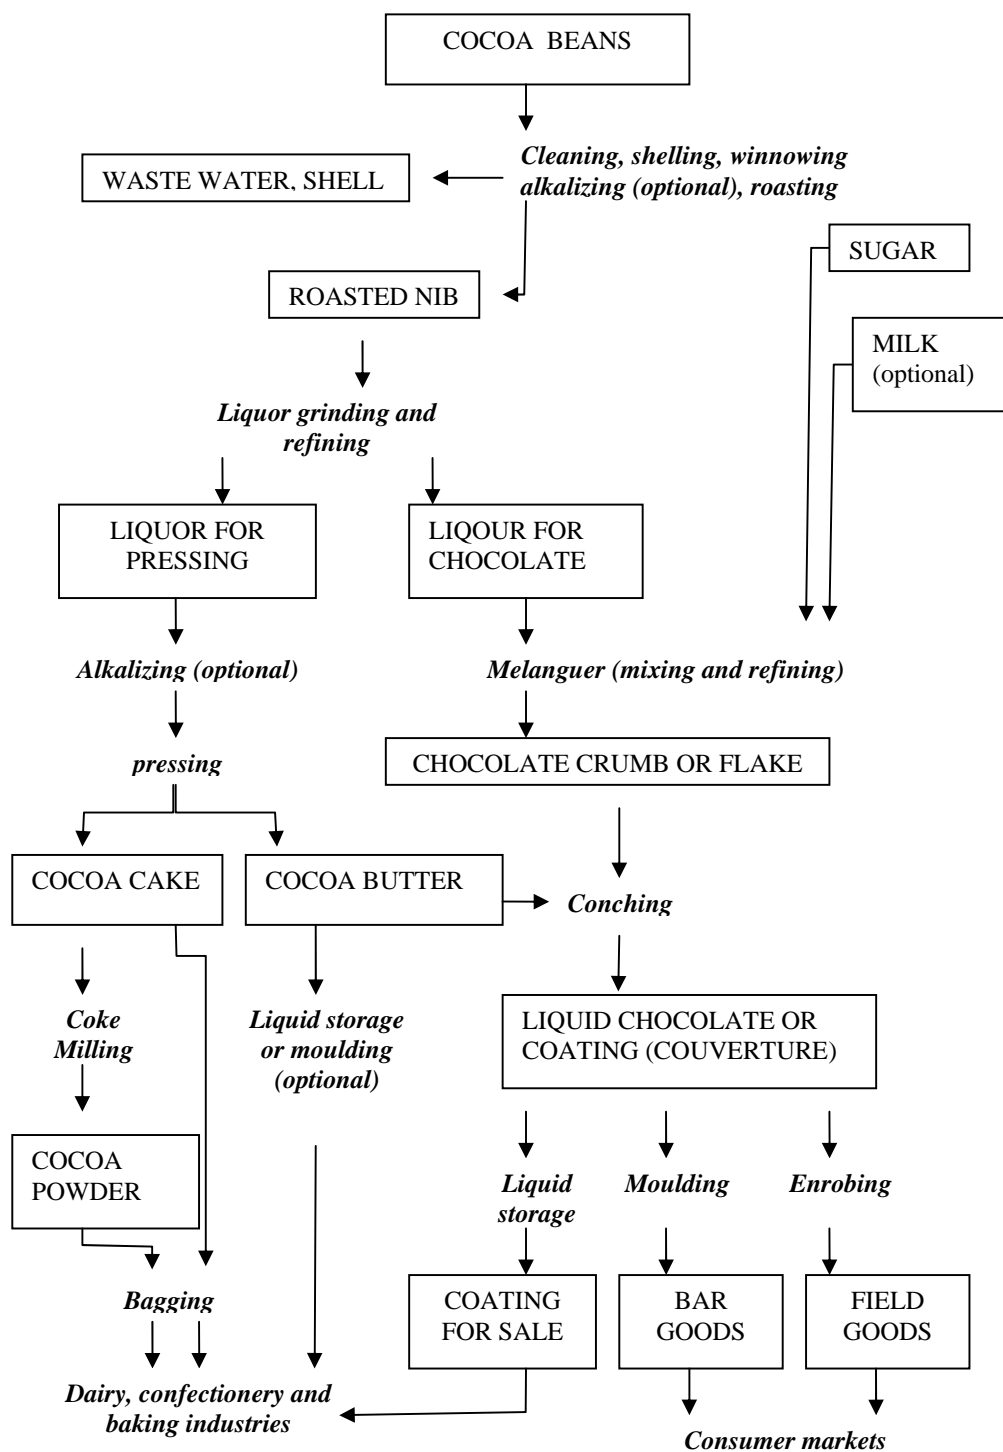 COCOA BEANS
Cleaning, shelling, winnowing
alkalizing (optional), roasting
WASTE WATER, SHELL
SUGAR
ROASTED NIB
MILK
(optional)
Liquor grinding and
refining
LIQUOR FOR
PRESSING
LIQOUR FOR
CHOCOLATE
Alkalizing (optional)
Melanguer (mixing and refining)
pressing
CHOCOLATE CRUMB OR FLAKE
COCOA CAKE
COCOA BUTTER
Conching
Coke
Milling
Liquid storage
or moulding
(optional)
LIQUID CHOCOLATE OR
COATING (COUVERTURE)
COCOA
POWDER
Liquid
storage
Moulding
Enrobing
Bagging
COATING
FOR SALE
BAR
GOODS
FIELD
GOODS
Dairy, confectionery and
baking industries
Consumer markets